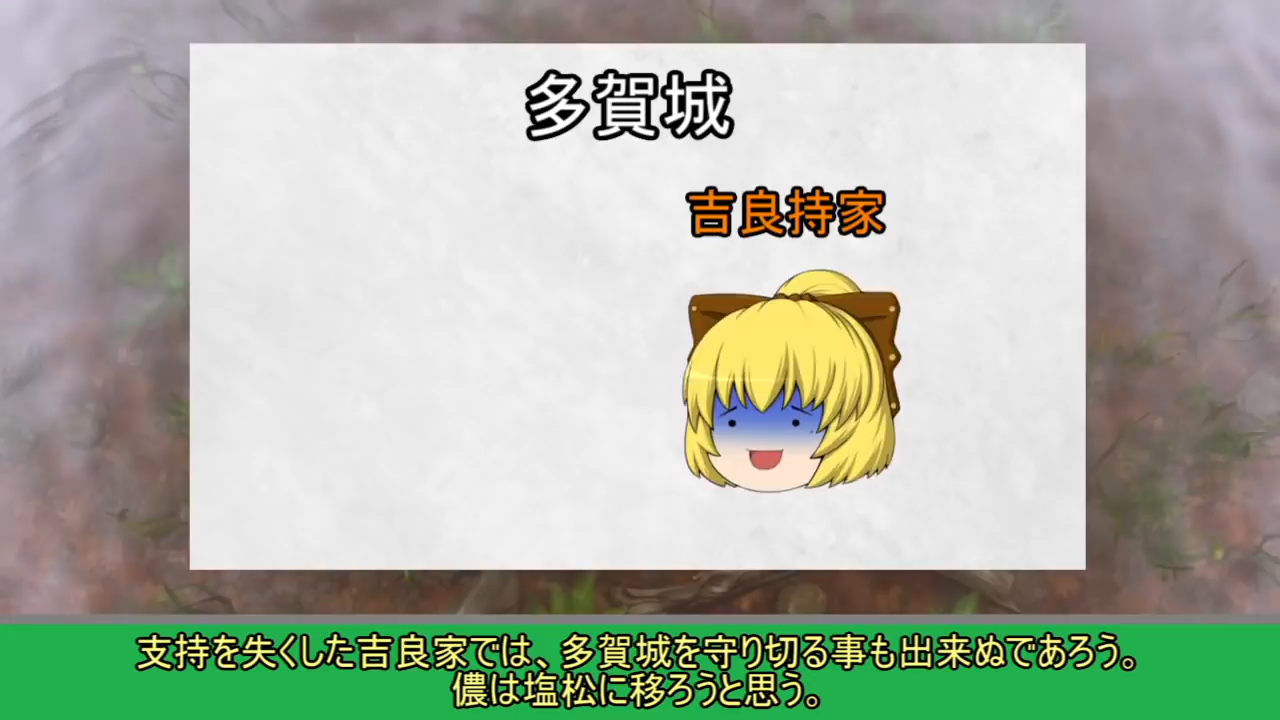 多賀城
吉良持家
支持を失くした吉良家では、多賀城を守り切る事も出来ぬであろう。
儂は塩松に移ろうと思う。